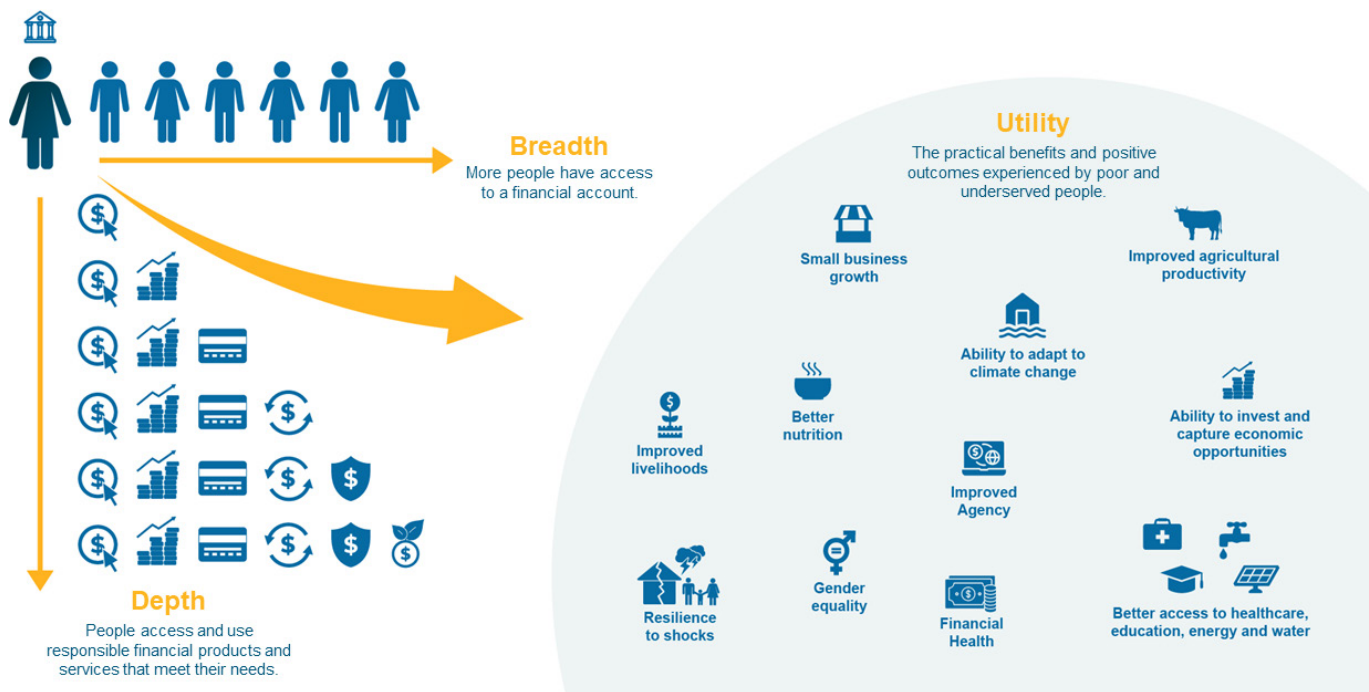 Breadth
More people have access
to a financial account.
Depth
People access and use
responsible financial products and
services that meet their needs.
Utility
The practical benefits and positive
outcomes experienced by poor and
underserved people.
Small business
growth
Improved agricultural
productivity
Ability to adapt to
climate change
Better
nutrition
Ability to invest and
capture economic
opportunities
Improved
livelihoods
Improved
Agency
Resilience
to shocks
Gender
equality
Financial
Health
Better access to healthcare,
education, energy and water